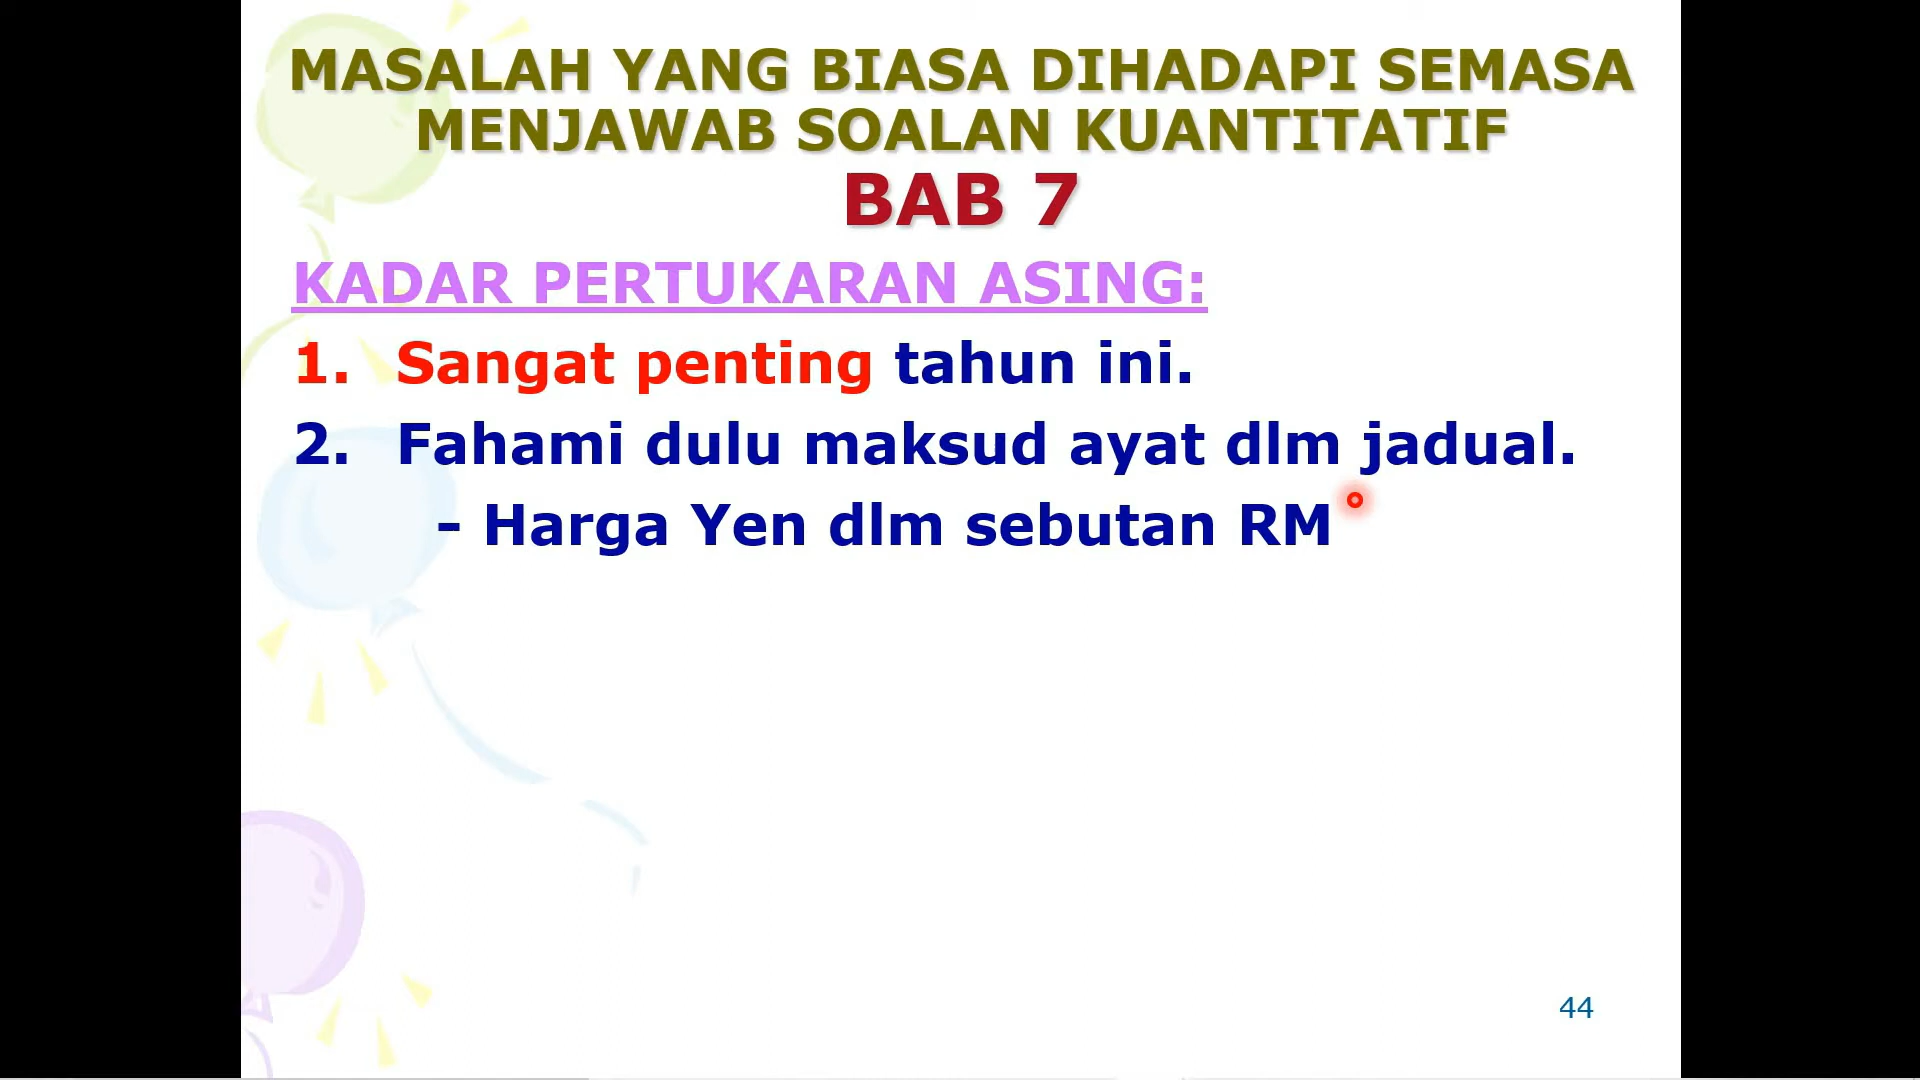 MASALAH YANG BIASA DIHADAPI SEMASA
MENJAWAB SOALAN KUANTITATIF
BAB 7
KADAR PERTUKARAN ASING:
1. Sangat penting tahun ini.
2. Fahami dulu maksud ayat dlm jadual.
- Harga Yen dlm sebutan RM
44